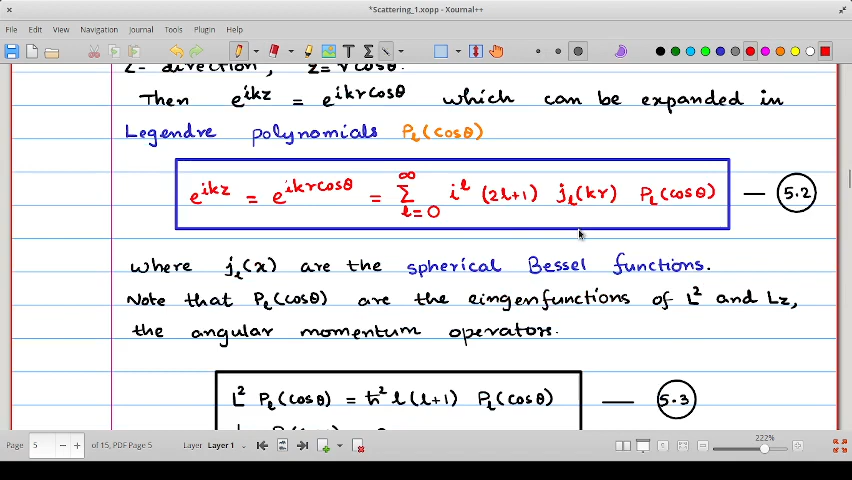 *Scattering_1.xopp - Xournal++
File Edit View Navigation Journal Tools Plugin Help
Z- direction, z = r cosθ.
Then e^{ikz} = e^{ikr cosθ} which can be expanded in
Legendre polynomials P_l(cosθ)
e^{ikz} = e^{ikr cosθ} = ∑_{l=0}^{∞} i^l (2l+1) j_l(kr) P_l(cosθ) — 5.2
where j_l(x) are the spherical Bessel functions.
Note that P_l(cosθ) are the eingenfunctions of L² and Lz,
the angular momentum operators.
L² P_l(cosθ) = ħ² l(l+1) P_l(cosθ) — 5.3
Page 5 of 15, PDF Page 5 Layer Layer 1 222%